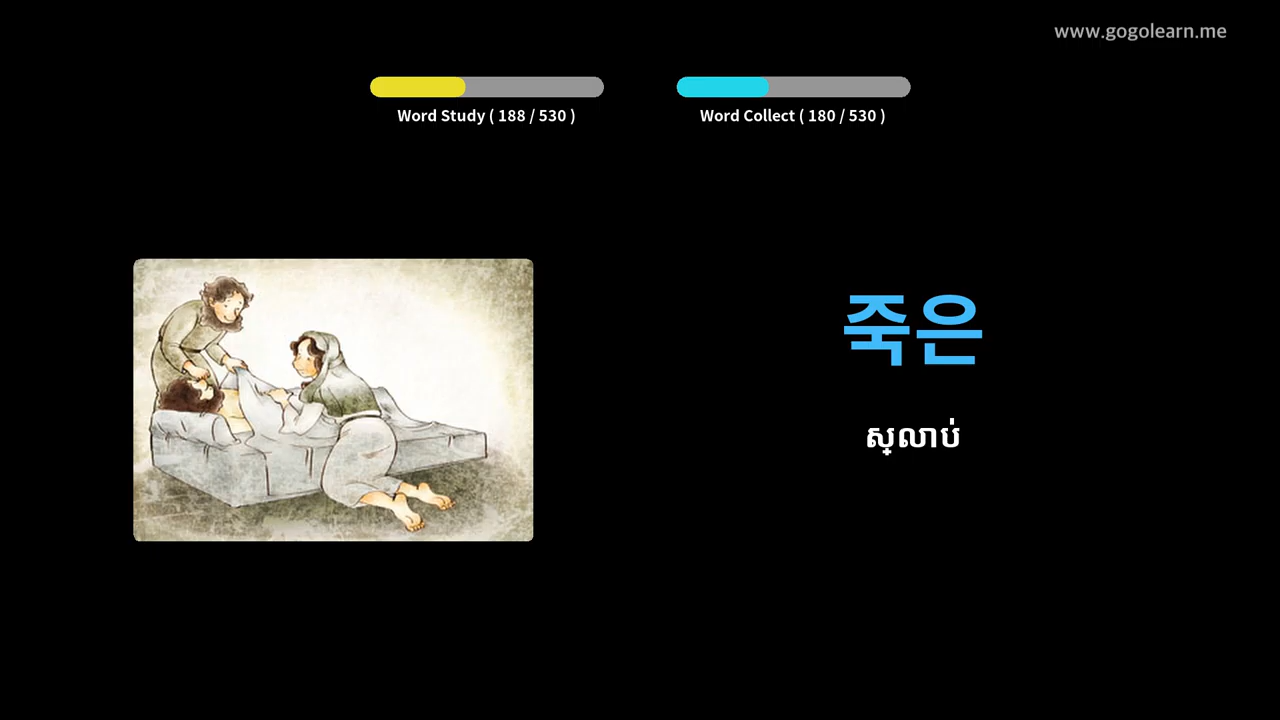 www.gogolearn.me
Word Study ( 188 / 530 )
Word Collect ( 180 / 530 )
죽은
ស្លាប់